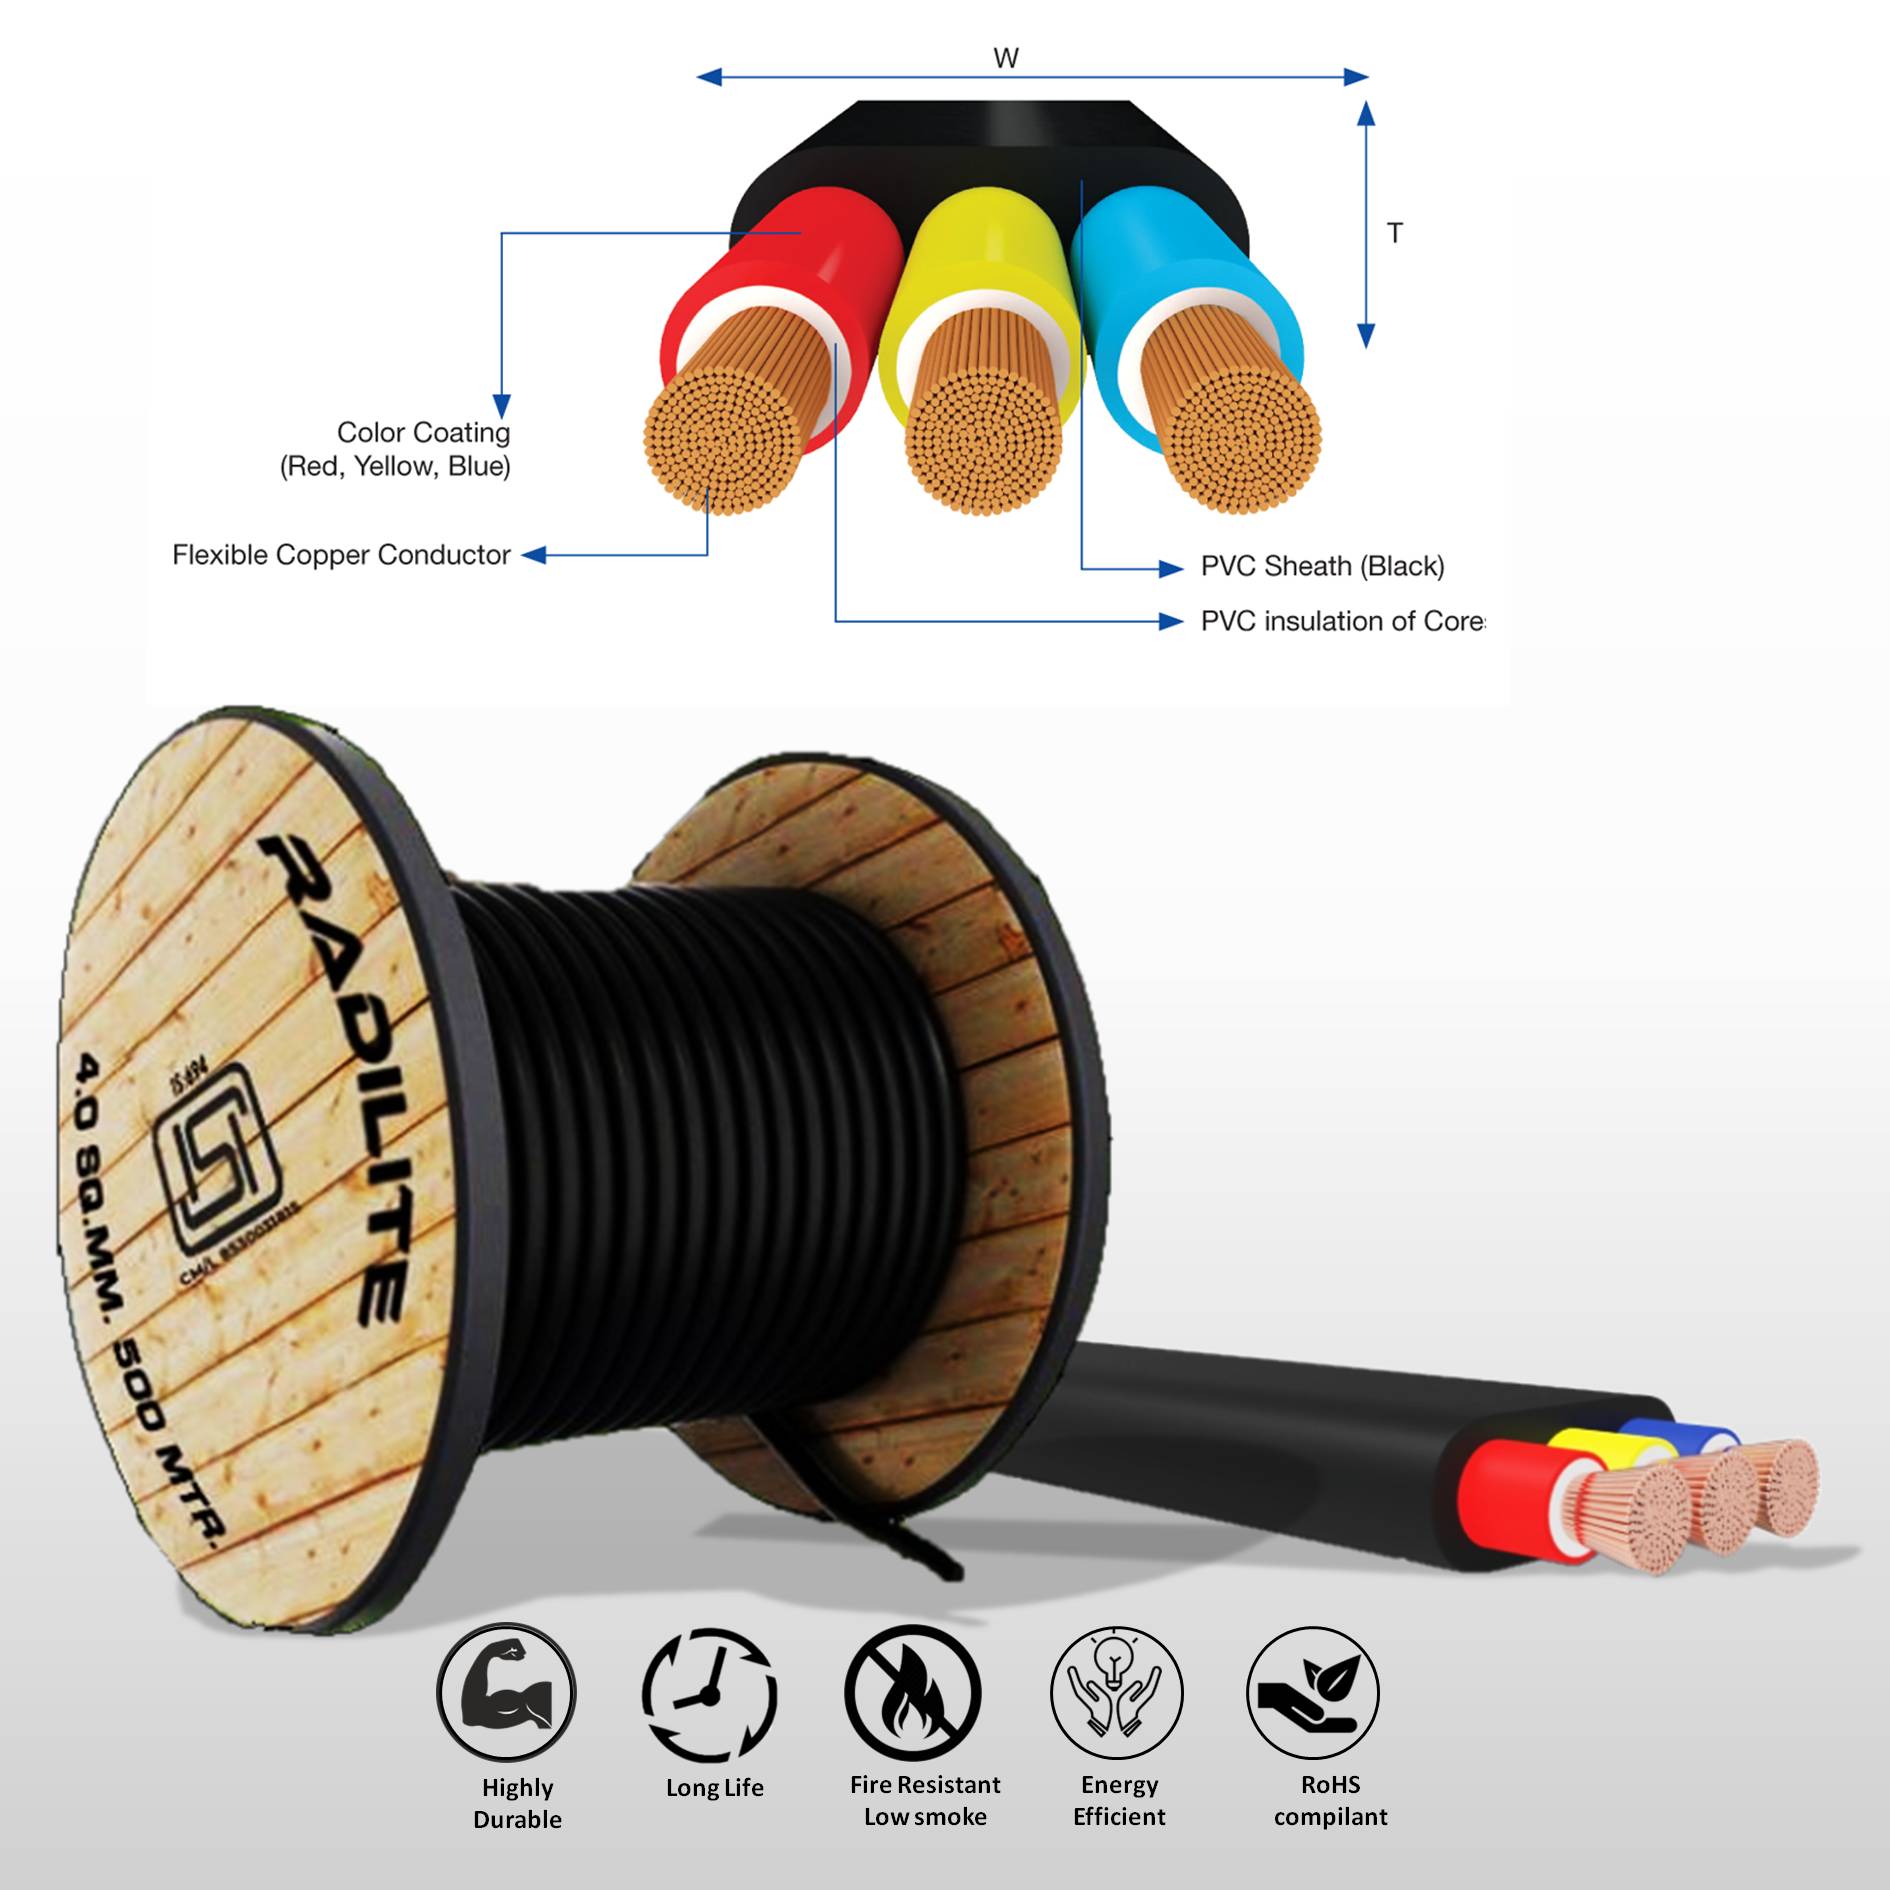 W
T
Color Coating
(Red, Yellow, Blue)
Flexible Copper Conductor
PVC Sheath (Black)
PVC insulation of Core
RADILITE
IS:694
CM/L
4.0 SQ.MM. 500 MTR.
Highly
Durable
Long Life
Fire Resistant
Low smoke
Energy
Efficient
RoHS
compilant